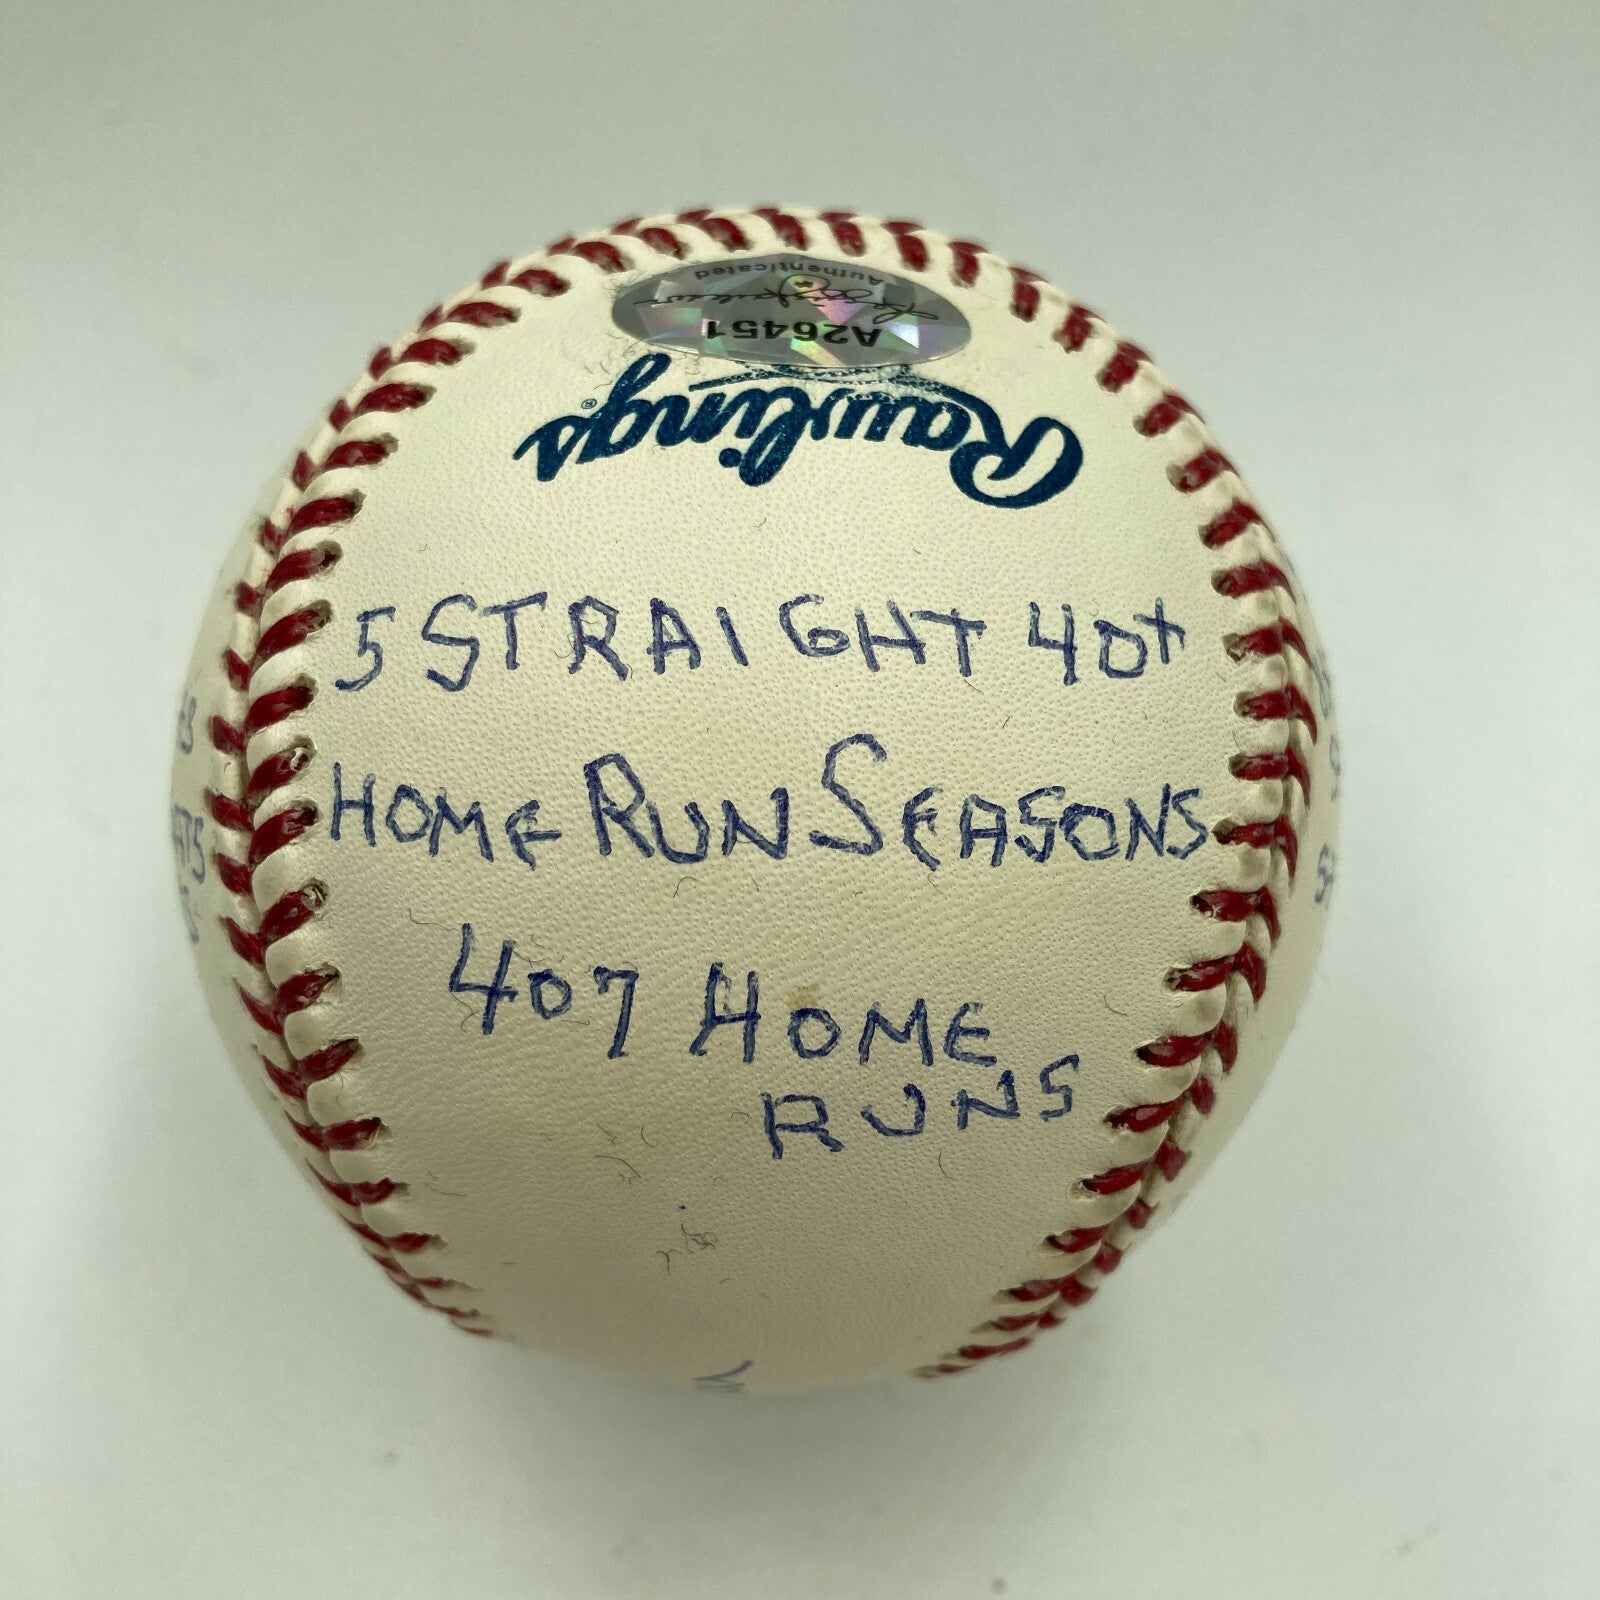 Authenticated
A26451
Rawlings®
5 STRAIGHT 40+
HOME RUN SEASONS
407 HOME
RUNS